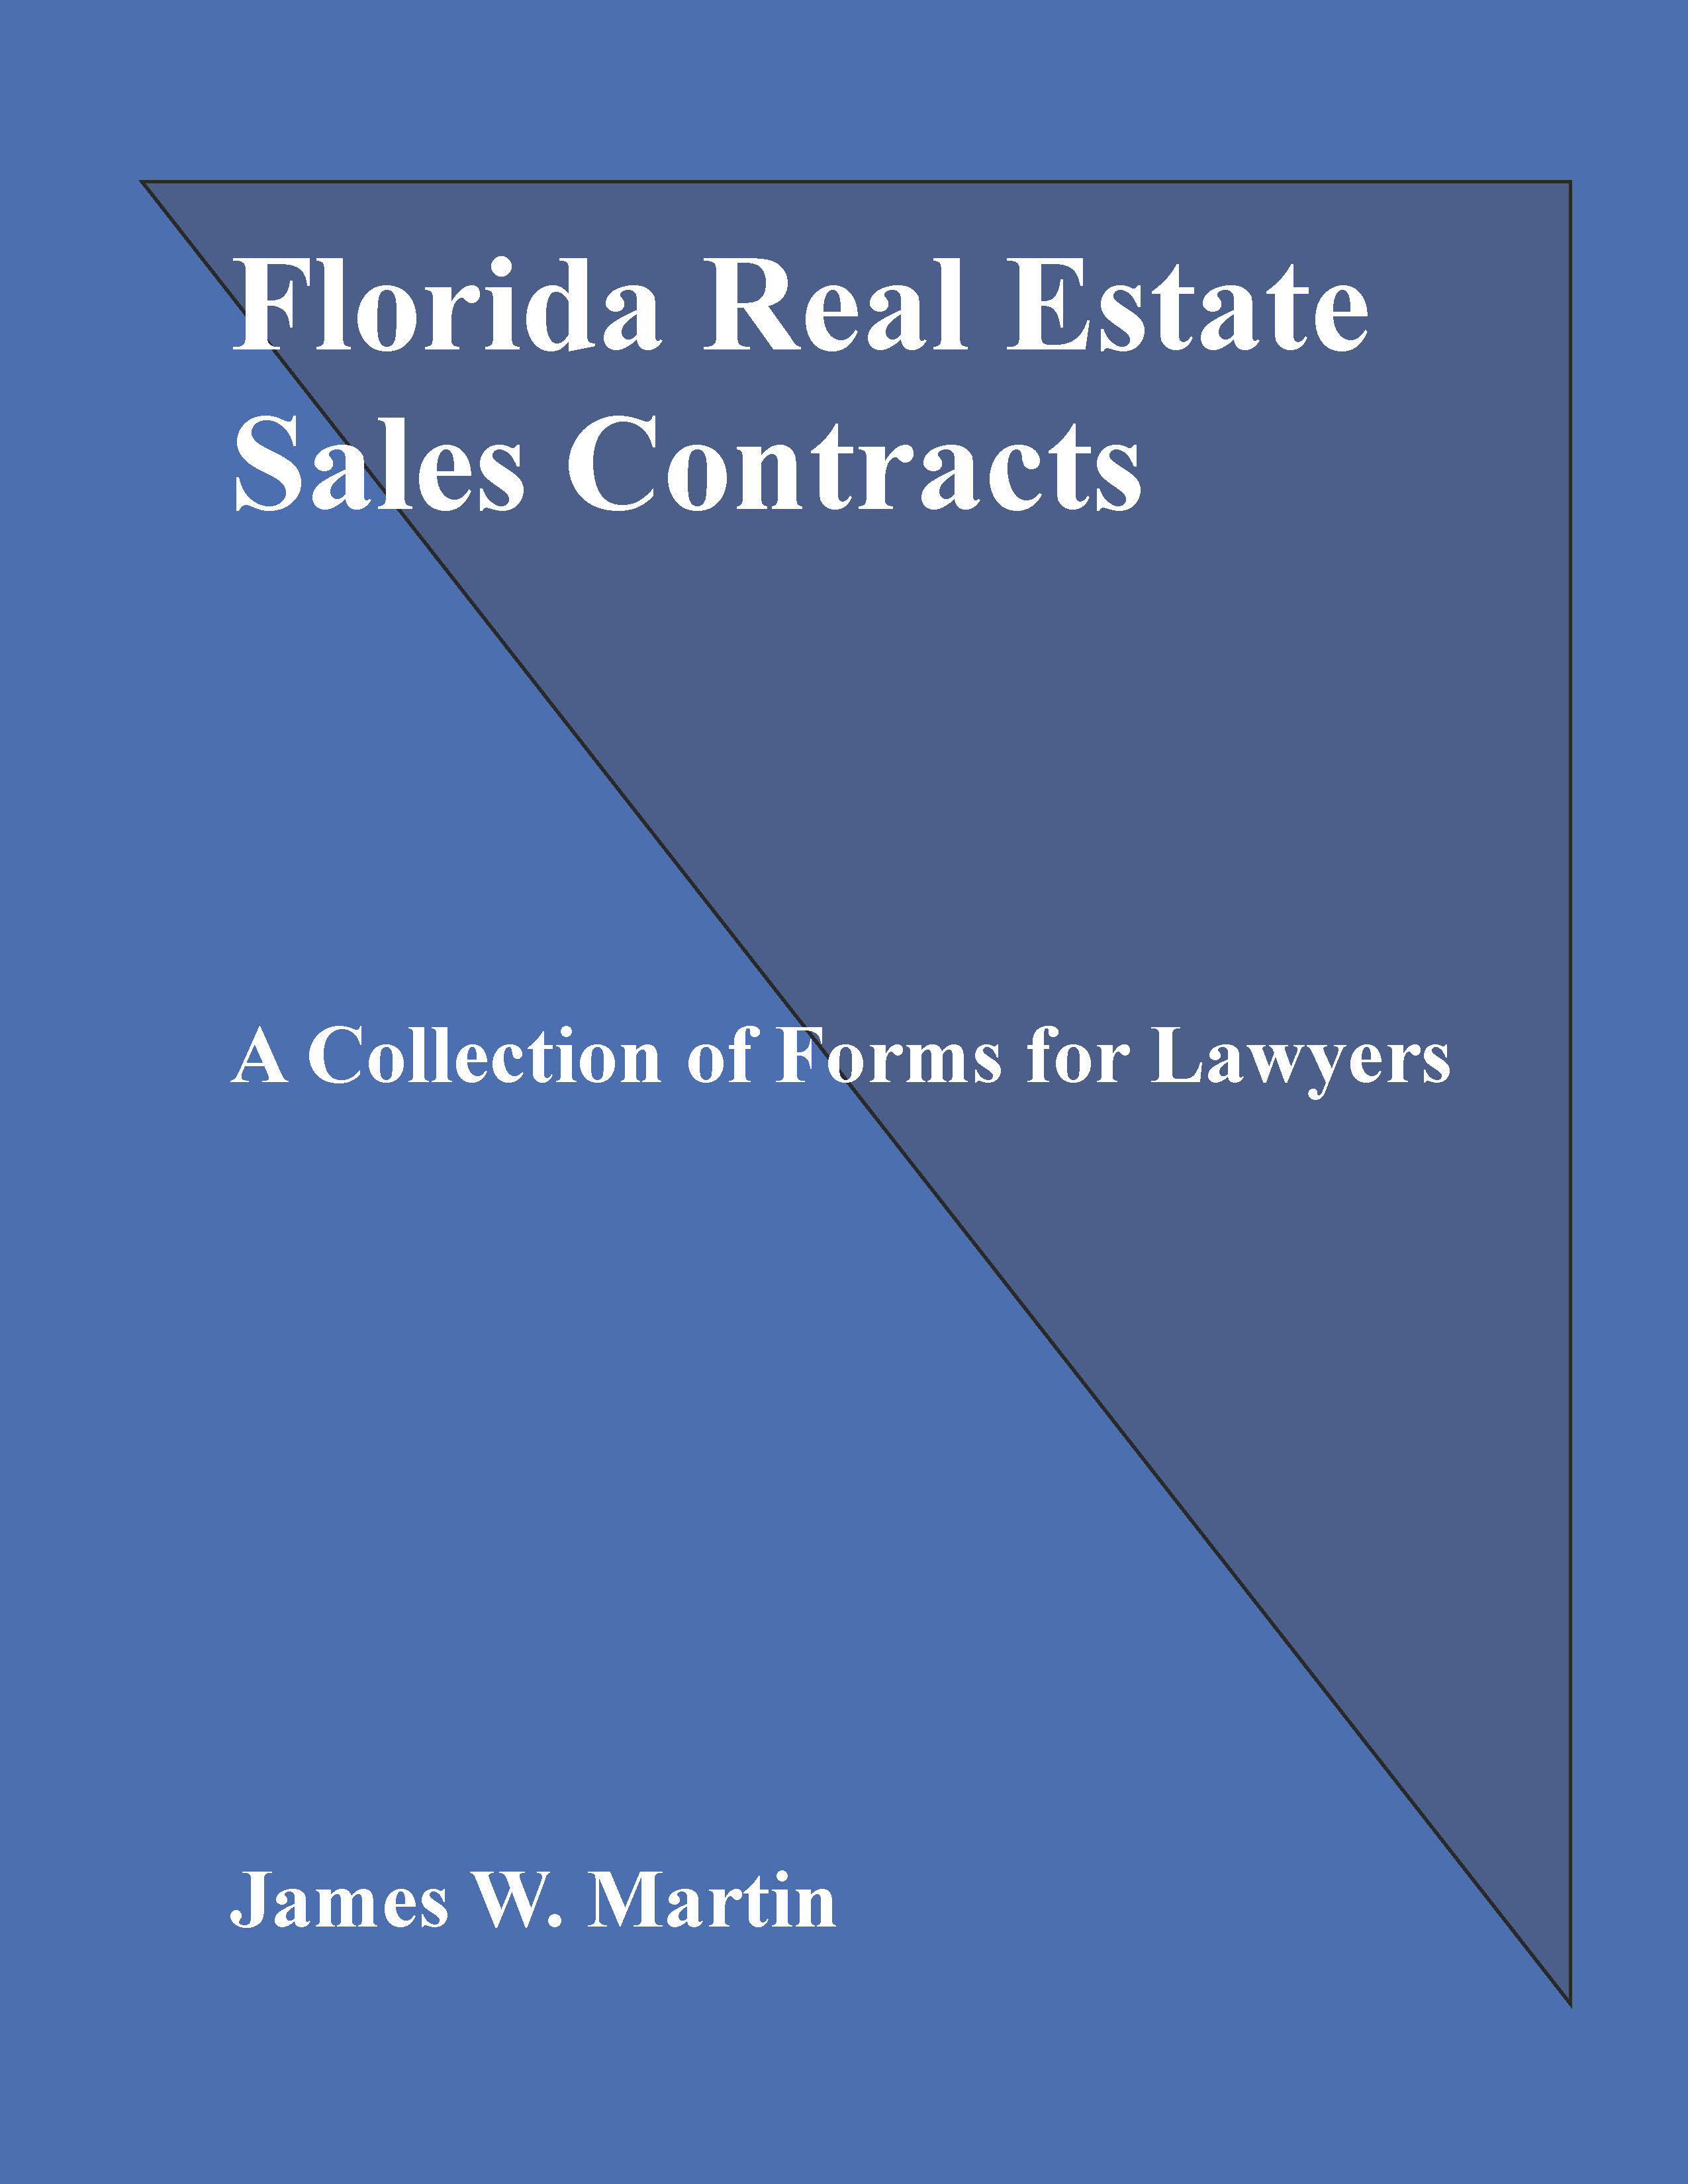 Florida Real Estate
Sales Contracts
A Collection of Forms for Lawyers
James W. Martin